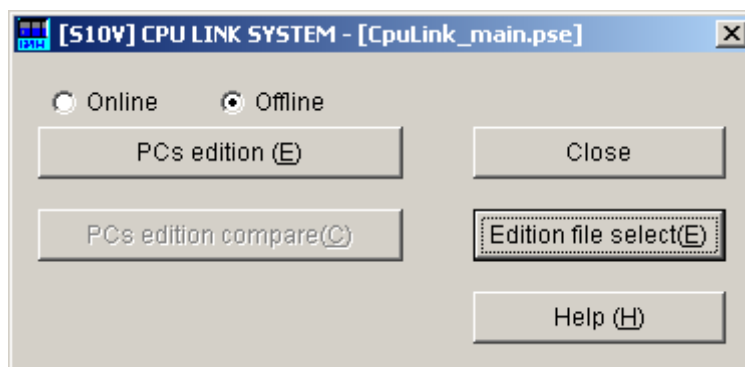 [S10V] CPU LINK SYSTEM - [CpuLink_main.pse]
Online Offline
PCs edition (E) Close
PCs edition compare(C) Edition file select(E)
Help (H)